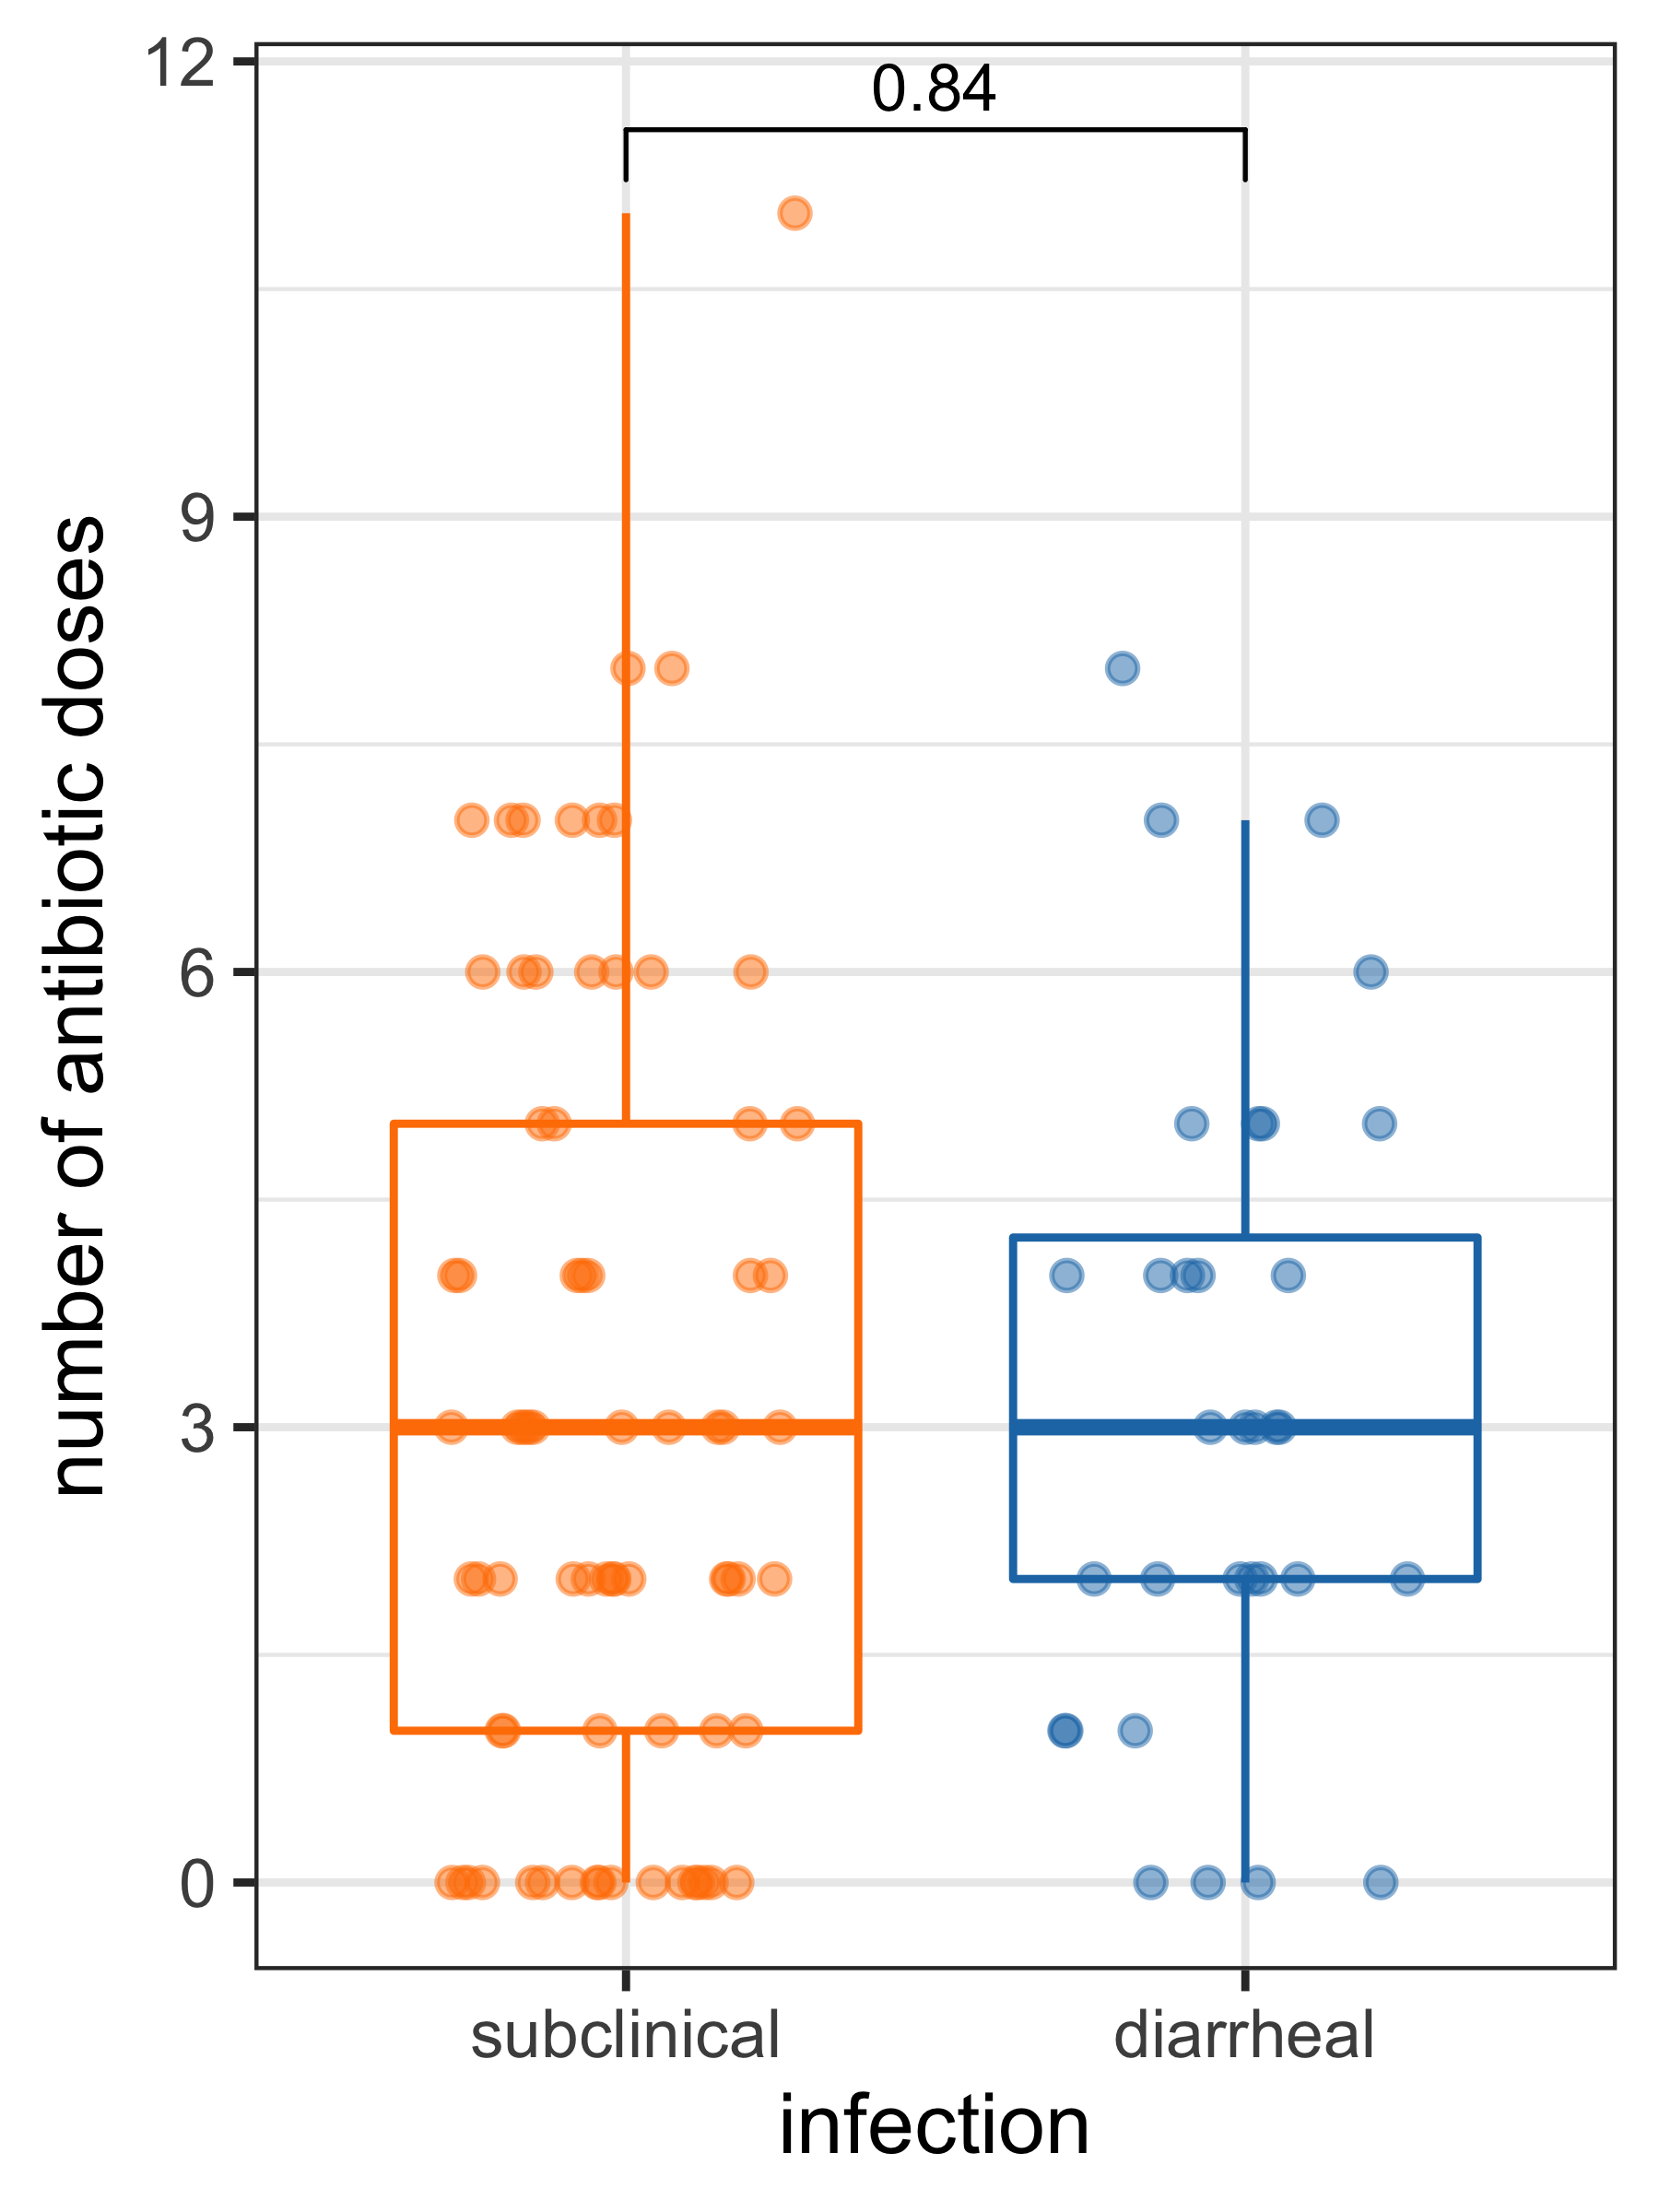 12
0.84
9
6
3
0
number of antibiotic doses
subclinical
diarrheal
infection